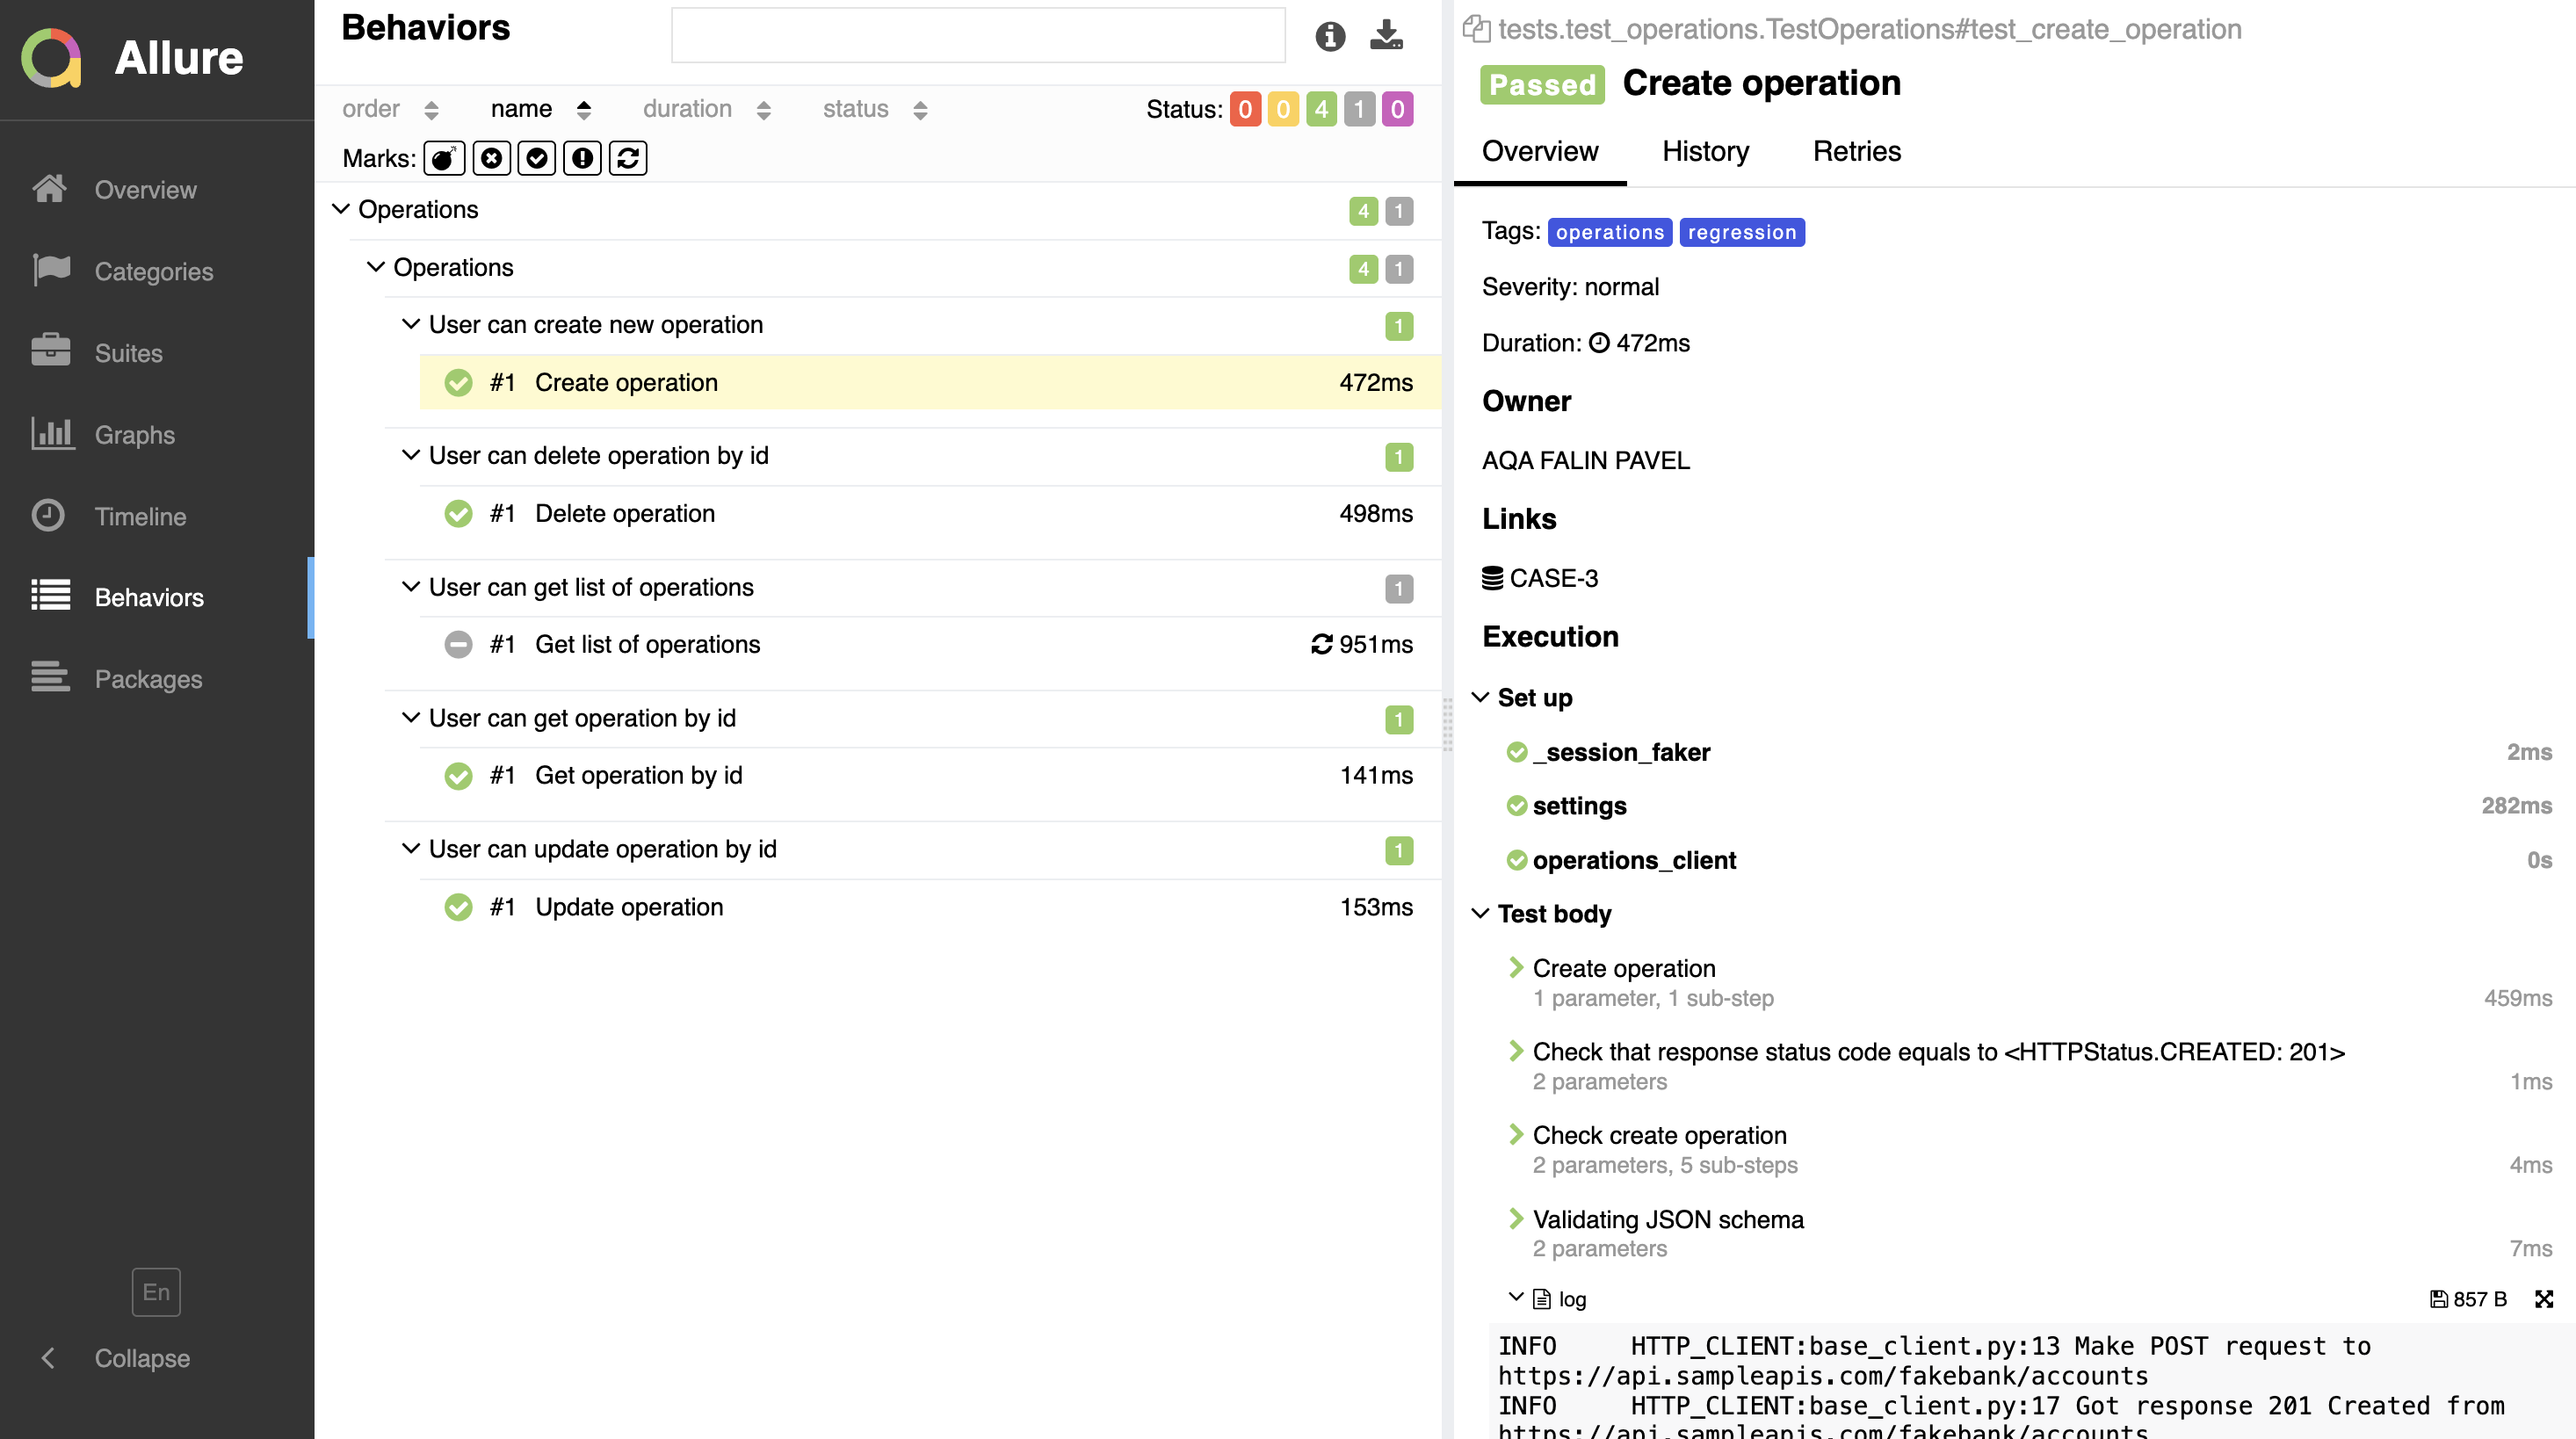 Allure
Overview
Categories
Suites
Graphs
Timeline
Behaviors
Packages
En
Collapse
Behaviors
order name duration status Status: 0 0 4 1 0
Marks:
Operations 4 1
Operations 4 1
User can create new operation 1
#1 Create operation 472ms
User can delete operation by id 1
#1 Delete operation 498ms
User can get list of operations 1
#1 Get list of operations 951ms
User can get operation by id 1
#1 Get operation by id 141ms
User can update operation by id 1
#1 Update operation 153ms
tests.test_operations.TestOperations#test_create_operation
Passed Create operation
Overview History Retries
Tags: operations regression
Severity: normal
Duration: 472ms
Owner
AQA FALIN PAVEL
Links
CASE-3
Execution
Set up
_session_faker 2ms
settings 282ms
operations_client 0s
Test body
Create operation
1 parameter, 1 sub-step 459ms
Check that response status code equals to <HTTPStatus.CREATED: 201>
2 parameters 1ms
Check create operation
2 parameters, 5 sub-steps 4ms
Validating JSON schema
2 parameters 7ms
log 857 B
INFO HTTP_CLIENT:base_client.py:13 Make POST request to
https://api.sampleapis.com/fakebank/accounts
INFO HTTP_CLIENT:base_client.py:17 Got response 201 Created from
https://api.sampleapis.com/fakebank/accounts